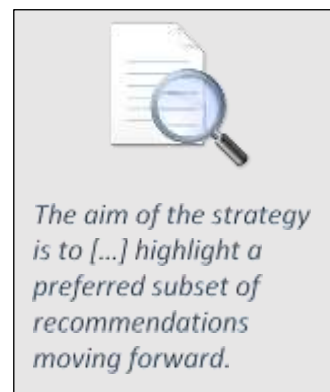 The aim of the strategy
is to [...] highlight a
preferred subset of
recommendations
moving forward.